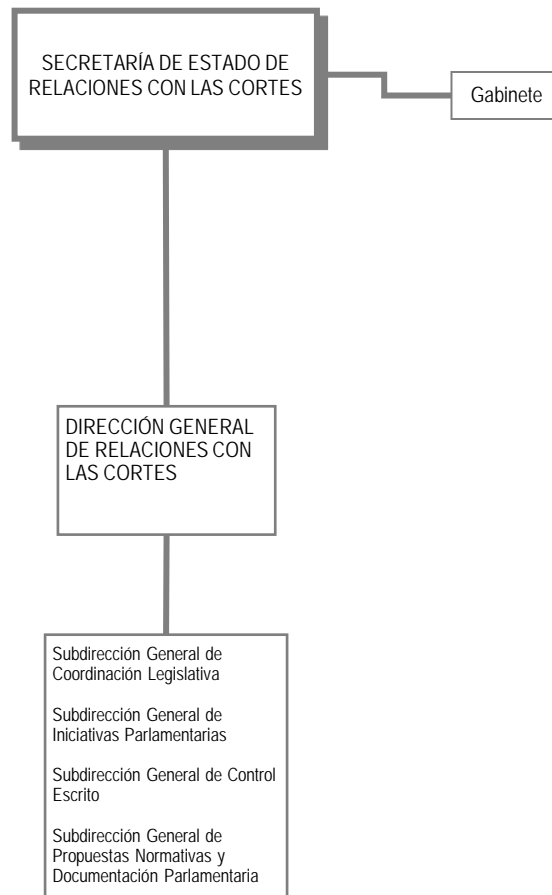 SECRETARÍA DE ESTADO DE
RELACIONES CON LAS CORTES
Gabinete
DIRECCIÓN GENERAL
DE RELACIONES CON
LAS CORTES
Subdirección General de
Coordinación Legislativa
Subdirección General de
Iniciativas Parlamentarias
Subdirección General de Control
Escrito
Subdirección General de
Propuestas Normativas y
Documentación Parlamentaria